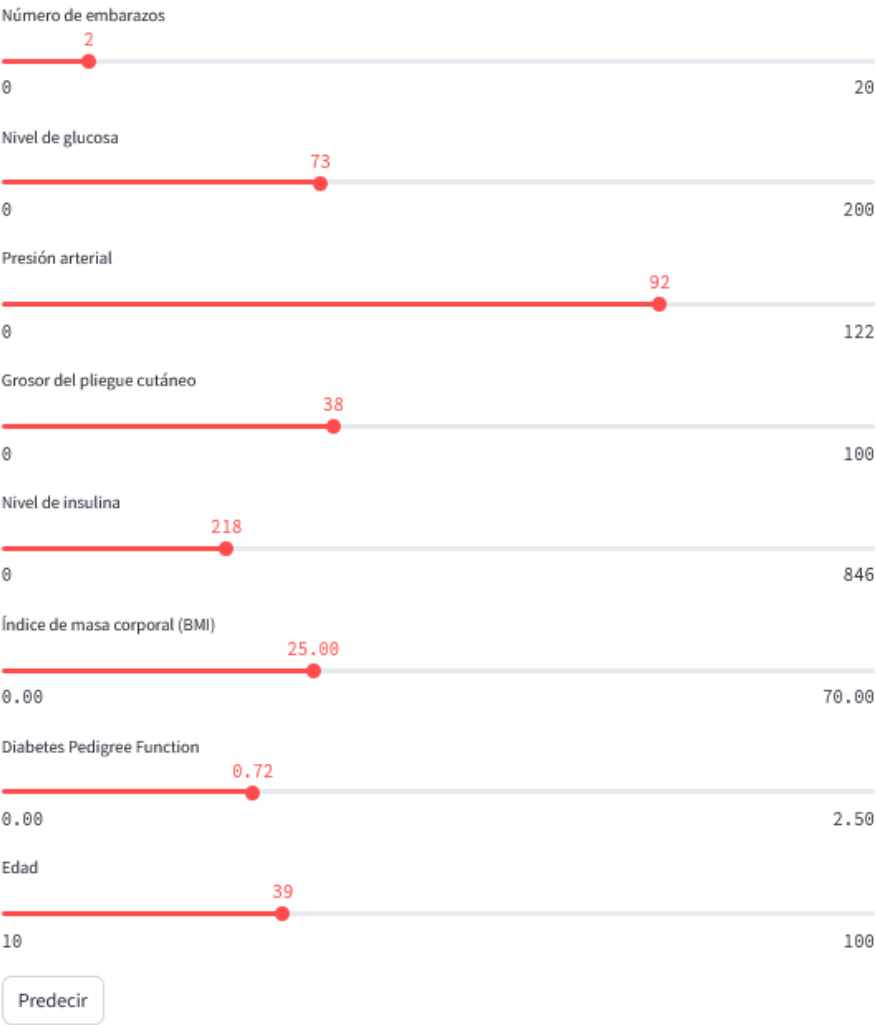 Número de embarazos
2
0 20
Nivel de glucosa
73
0 200
Presión arterial
92
0 122
Grosor del pliegue cutáneo
38
0 100
Nivel de insulina
218
0 846
Índice de masa corporal (BMI)
25.00
0.00 70.00
Diabetes Pedigree Function
0.72
0.00 2.50
Edad
39
10 100
Predecir